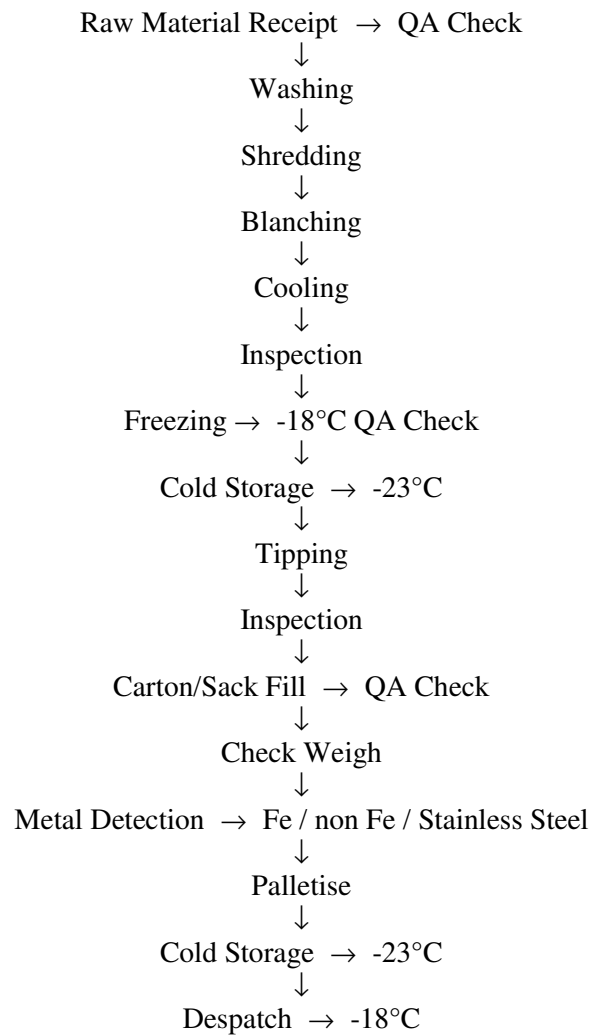 Raw Material Receipt → QA Check
↓
Washing
↓
Shredding
↓
Blanching
↓
Cooling
↓
Inspection
↓
Freezing → -18°C QA Check
↓
Cold Storage → -23°C
↓
Tipping
↓
Inspection
↓
Carton/Sack Fill → QA Check
↓
Check Weigh
↓
Metal Detection → Fe / non Fe / Stainless Steel
↓
Palletise
↓
Cold Storage → -23°C
↓
Despatch → -18°C